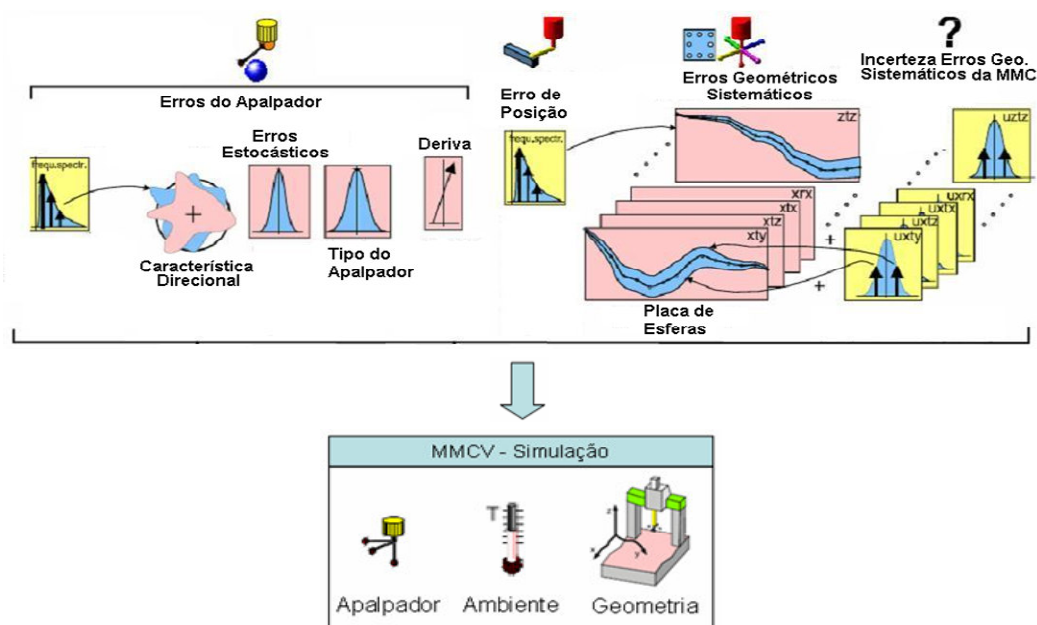 ?
Incerteza Erros Geo.
Sistemáticos da MMC
Erros do Apalpador
Erro de
Posição
Erros Geométricos
Sistemáticos
frequ.spectr.
Erros
Estocásticos
Deriva
frequ.spectr.
ztz
uztz
Característica
Direcional
Tipo do
Apalpador
xrx
xtx
xtz
xty
uxrx
uxtx
uxtz
uxty
+
+
+
Placa de
Esferas
MMCV - Simulação
T
z
x
y
Apalpador
Ambiente
Geometria